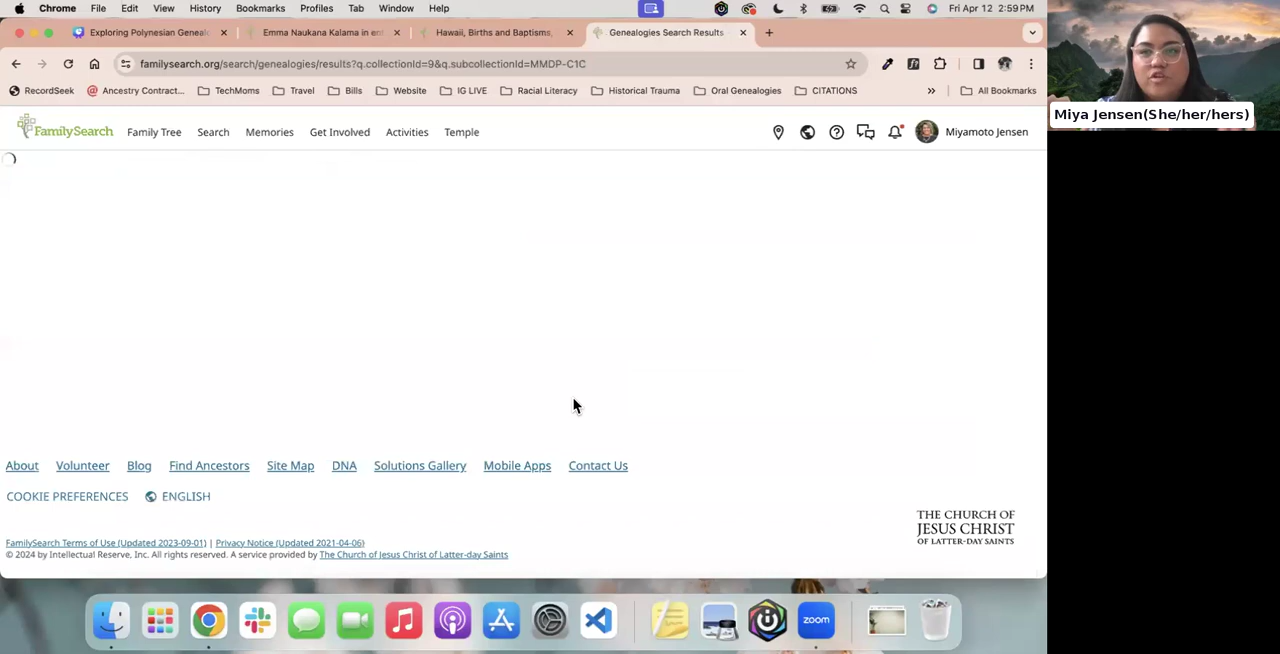 Chrome File Edit View History Bookmarks Profiles Tab Window Help Fri Apr 12 2:59 PM
Exploring Polynesian Geneal Emma Naukana Kalama in en Hawaii, Births and Baptisms, Genealogies Search Results
familysearch.org/search/genealogies/results?q.collectionId=9&q.subcollectionId=MMDP-C1C
RecordSeek Ancestry Contract... TechMoms Travel Bills Website IG LIVE Racial Literacy Historical Trauma Oral Genealogies CITATIONS » All Bookmarks
FamilySearch Family Tree Search Memories Get Involved Activities Temple Miyamoto Jensen
Miya Jensen(She/her/hers)
About Volunteer Blog Find Ancestors Site Map DNA Solutions Gallery Mobile Apps Contact Us
COOKIE PREFERENCES ENGLISH
THE CHURCH OF
JESUS CHRIST
OF LATTER-DAY SAINTS
FamilySearch Terms of Use (Updated 2023-09-01) | Privacy Notice (Updated 2021-04-06)
© 2024 by Intellectual Reserve, Inc. All rights reserved. A service provided by The Church of Jesus Christ of Latter-day Saints
zoom